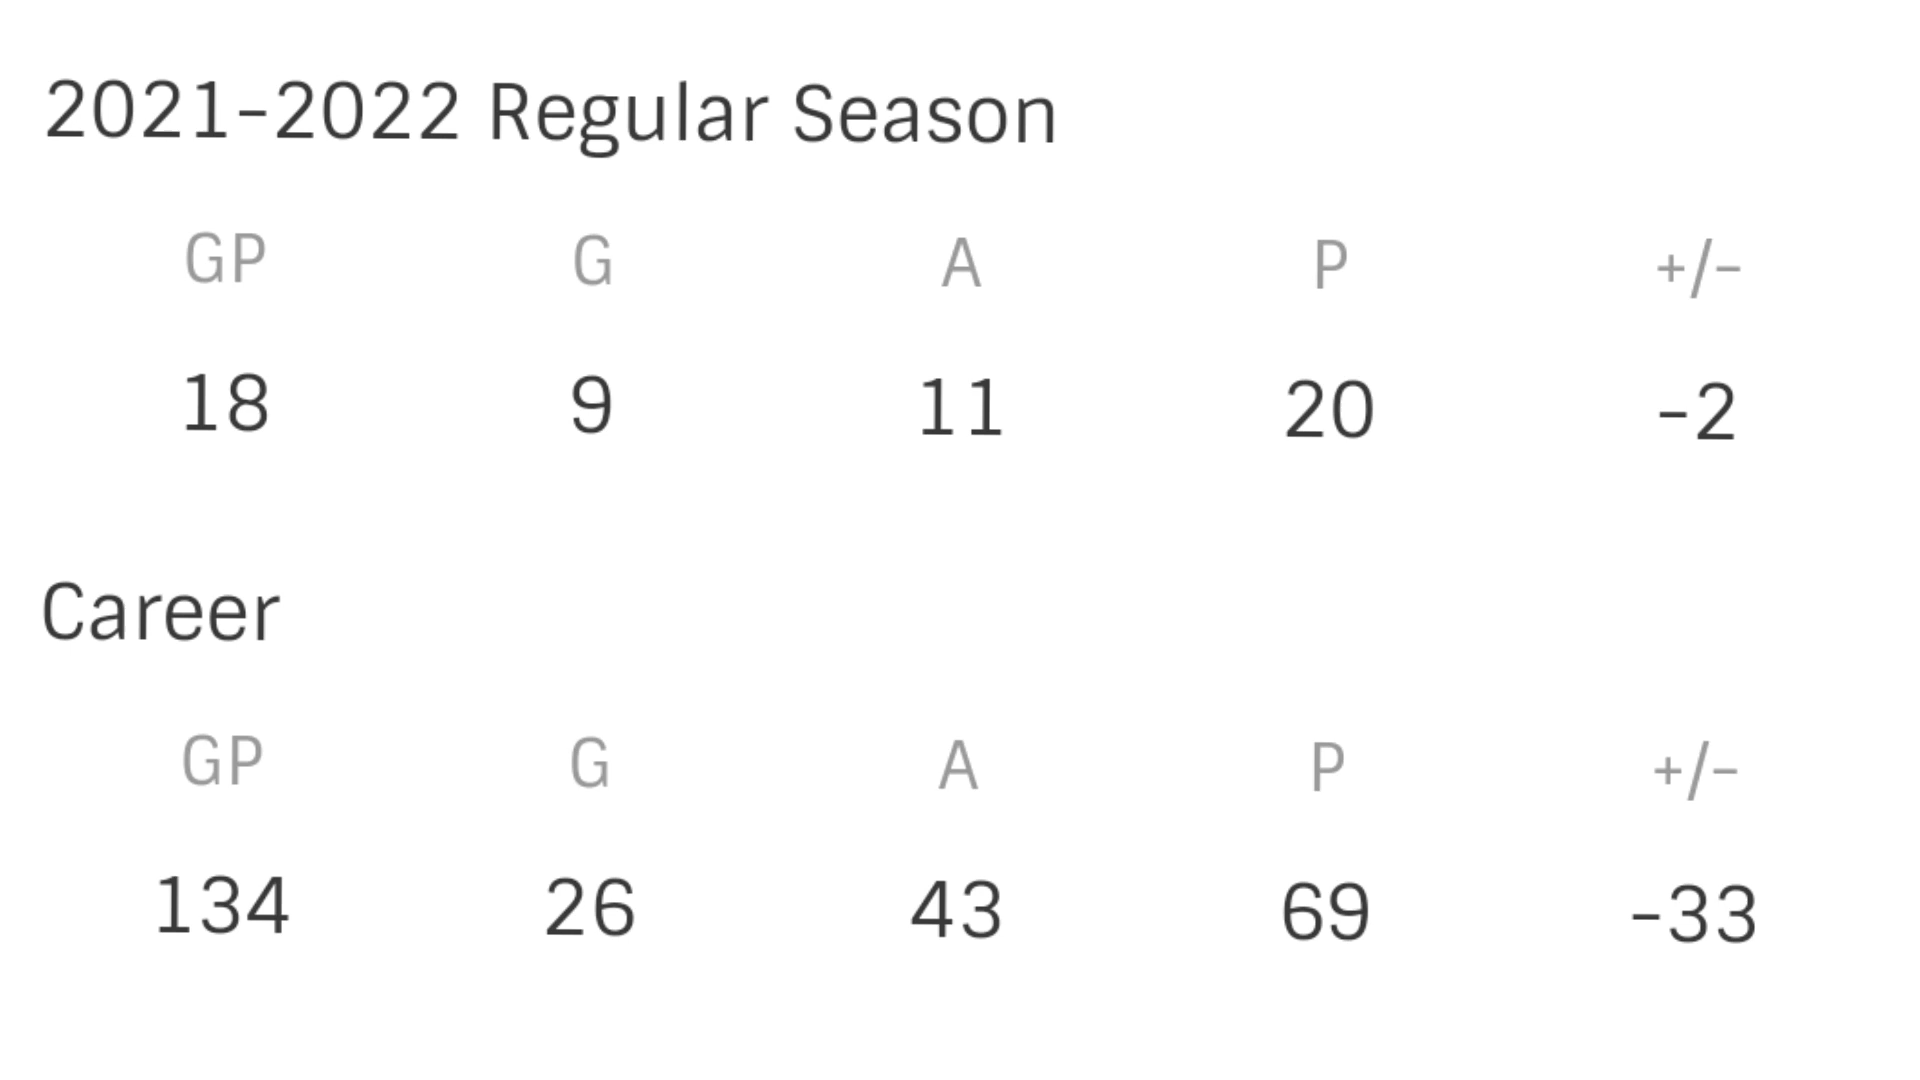 2021-2022 Regular Season
GP G A P +/-
18 9 11 20 -2
Career
GP G A P +/-
134 26 43 69 -33